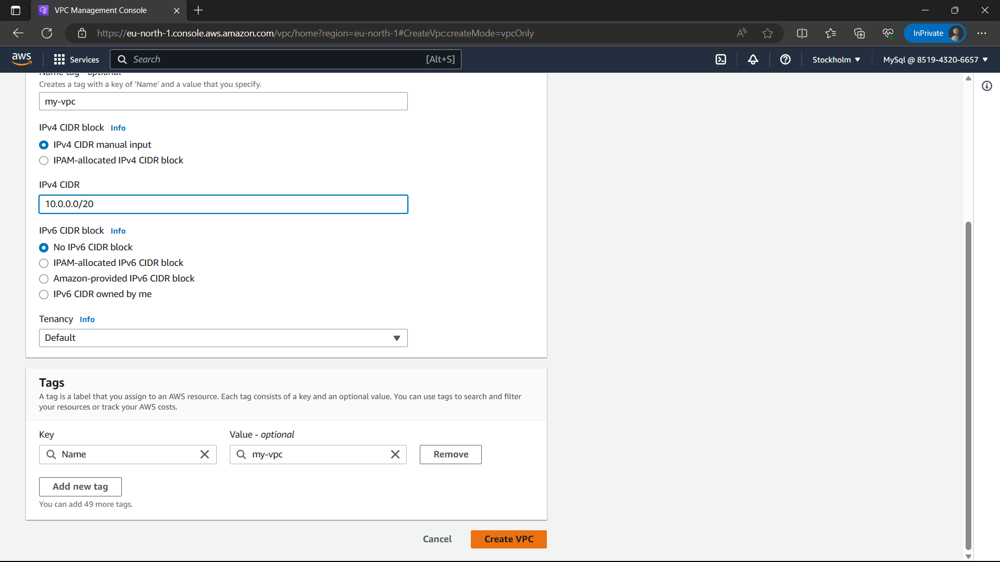 VPC Management Console
https://eu-north-1.console.aws.amazon.com/vpc/home?region=eu-north-1#CreateVpc:createMode=vpcOnly
InPrivate
aws
Services
Search
[Alt+S]
Stockholm
MySql @ 8519-4320-6657
Name tag - optional
Creates a tag with a key of 'Name' and a value that you specify.
my-vpc
IPv4 CIDR block Info
IPv4 CIDR manual input
IPAM-allocated IPv4 CIDR block
IPv4 CIDR
10.0.0.0/20
IPv6 CIDR block Info
No IPv6 CIDR block
IPAM-allocated IPv6 CIDR block
Amazon-provided IPv6 CIDR block
IPv6 CIDR owned by me
Tenancy Info
Default
Tags
A tag is a label that you assign to an AWS resource. Each tag consists of a key and an optional value. You can use tags to search and filter
your resources or track your AWS costs.
Key
Value - optional
Name
my-vpc
Remove
Add new tag
You can add 49 more tags.
Cancel
Create VPC